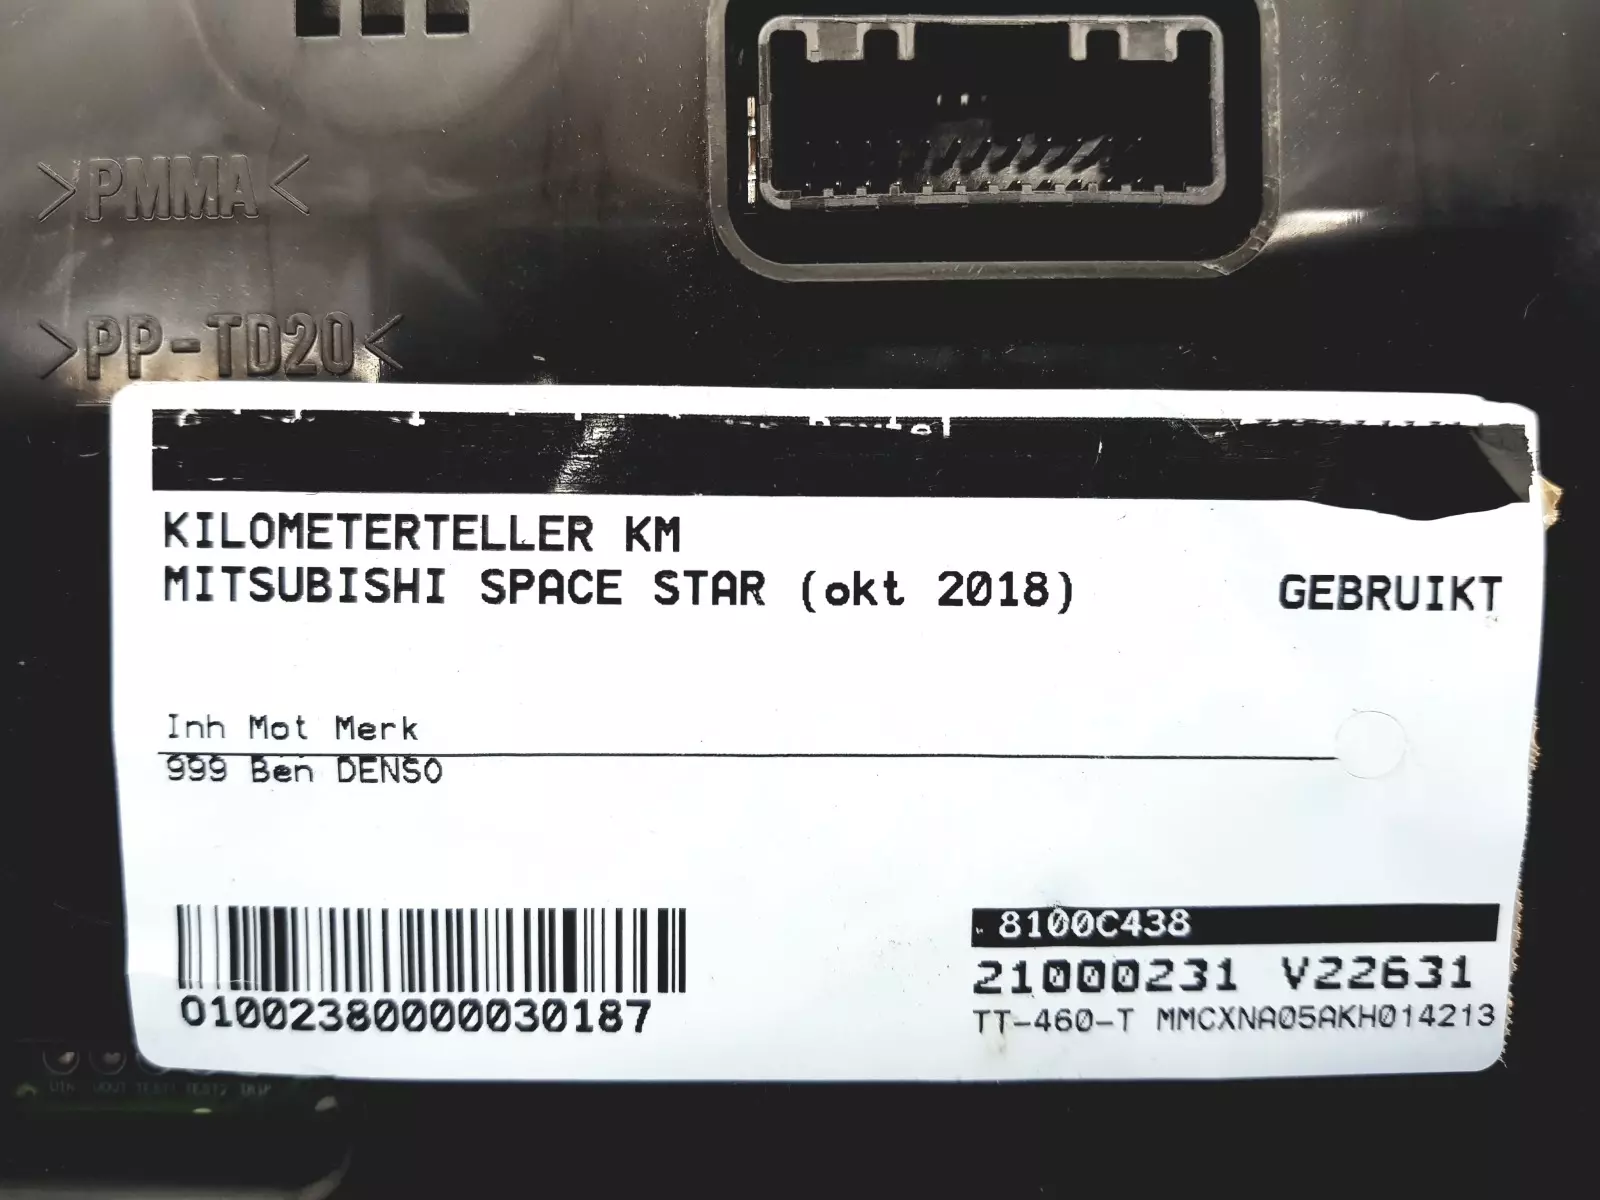 >PMMA<
>PP-TD20<
KILOMETERTELLER KM
MITSUBISHI SPACE STAR (okt 2018) GEBRUIKT
Inh Mot Merk
999 Ben DENSO
0100238000030187
8100C438
21000231 V22631
TT-460-T MMCXNA05AKH014213